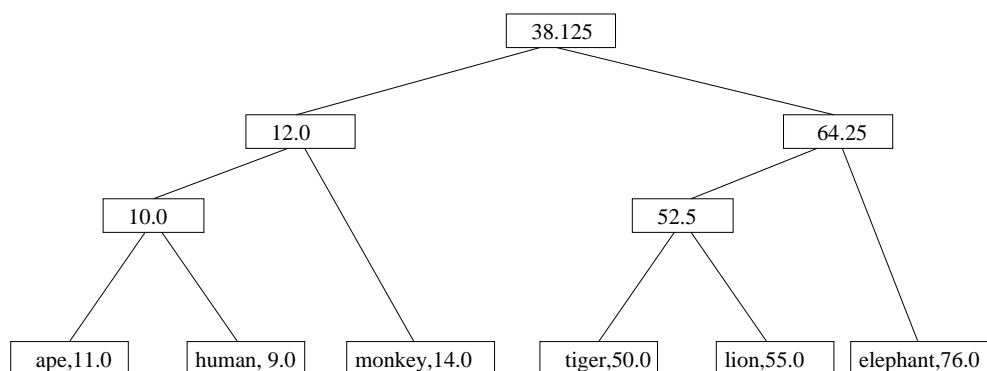 38.125
12.0
64.25
10.0
52.5
ape,11.0
human, 9.0
monkey,14.0
tiger,50.0
lion,55.0
elephant,76.0